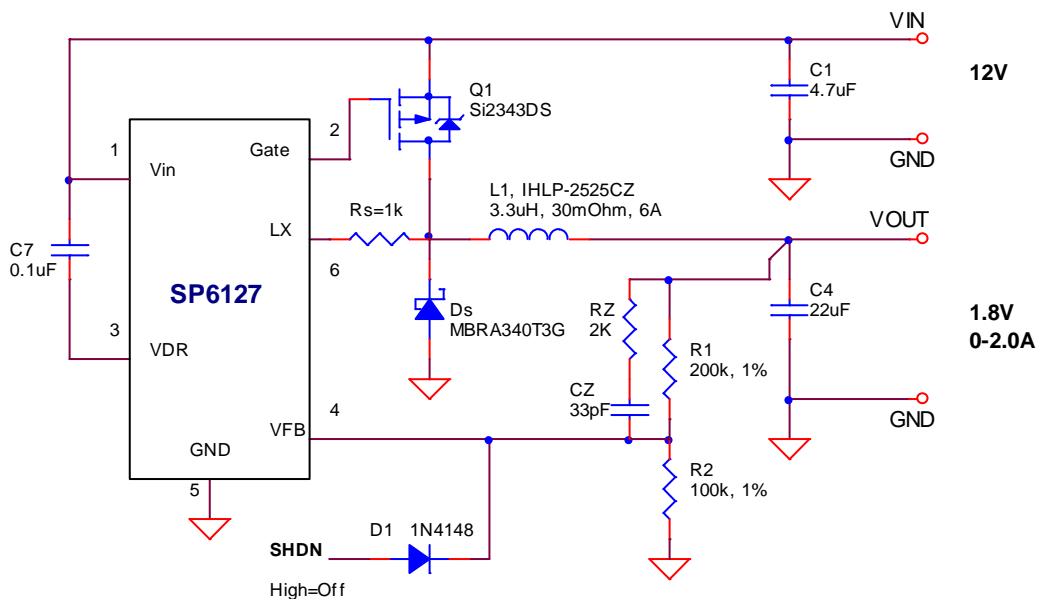 VIN
12V
C1
4.7uF
GND
Q1
Si2343DS
2
1
Gate
Vin
L1, IHLP-2525CZ
3.3uH, 30mOhm, 6A
Rs=1k
LX
6
VOUT
C7
0.1uF
SP6127
Ds
MBRA340T3G
RZ
2K
C4
22uF
1.8V
0-2.0A
3
VDR
R1
200k, 1%
CZ
33pF
4
VFB
GND
GND
5
R2
100k, 1%
D1 1N4148
SHDN
High=Off